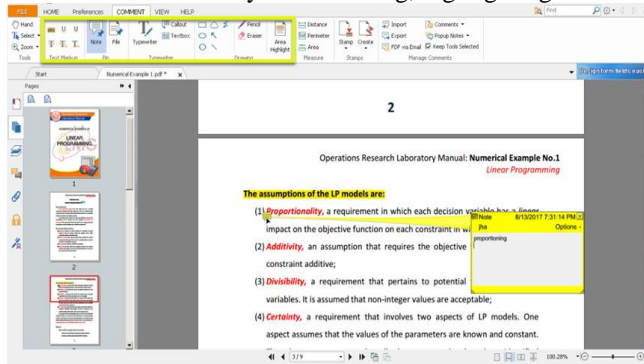 FILE
HOME
PAGES
COMMENT
VIEW
FORM
SHARE
HELP
Find
Hand
Select
Zoom
Tools
Text Markup
Note
File
Pin
Typewriter
Callout
Textbox
Typewriter
Pencil
Eraser
Drawing
Area
Highlight
Distance
Perimeter
Area
Measure
Stamp
Create
Stamp
Import
Export
FDF via Email
Comments
Popup Notes
Keep Tools Selected
Manage Comments
Start
Numerical Example 1.pdf *
Pages
LINEAR
PROGRAMMING
1
2
2
Operations Research Laboratory Manual: Numerical Example No.1
Linear Programming
The assumptions of the LP models are:
(1) Proportionality, a requirement in which each decision variable has a linear
impact on the objective function on each constraint in
(2) Additivity, an assumption that requires the objective
constraint additive;
(3) Divisibility, a requirement that pertains to potential
variables. It is assumed that non-integer values are acceptable;
(4) Certainty, a requirement that involves two aspects of LP models. One
aspect assumes that the values of the parameters are known and constant.
Note 8/13/2017 7:31:14 PM
jha Options
proportioning
3 / 9
100.28%